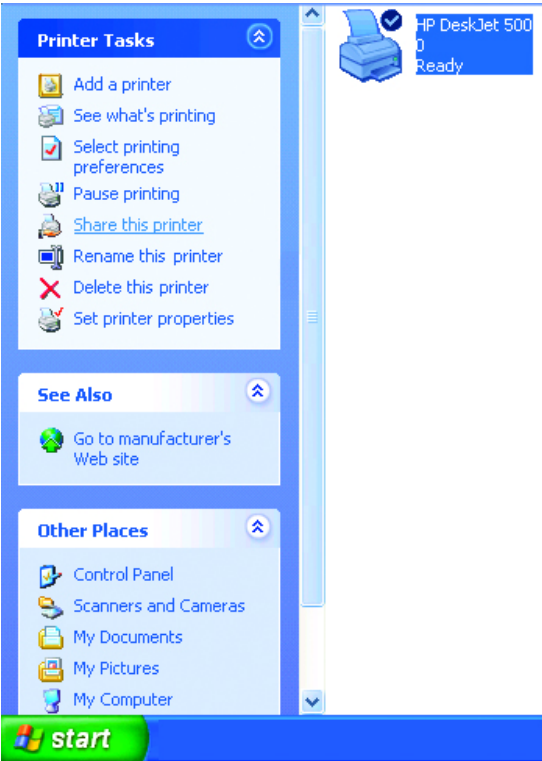 Printer Tasks
Add a printer
See what's printing
Select printing
preferences
Pause printing
Share this printer
Rename this printer
Delete this printer
Set printer properties
See Also
Go to manufacturer's
Web site
Other Places
Control Panel
Scanners and Cameras
My Documents
My Pictures
My Computer
HP DeskJet 500
0
Ready
start